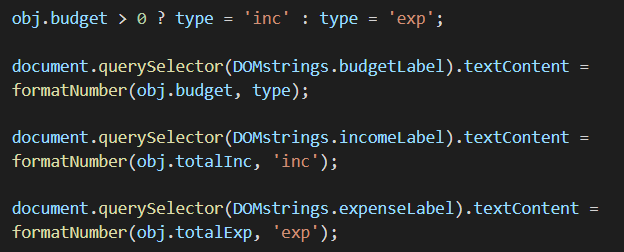 obj.budget > 0 ? type = 'inc' : type = 'exp';
document.querySelector(DOMstrings.budgetLabel).textContent =
formatNumber(obj.budget, type);
document.querySelector(DOMstrings.incomeLabel).textContent =
formatNumber(obj.totalInc, 'inc');
document.querySelector(DOMstrings.expenseLabel).textContent =
formatNumber(obj.totalExp, 'exp');